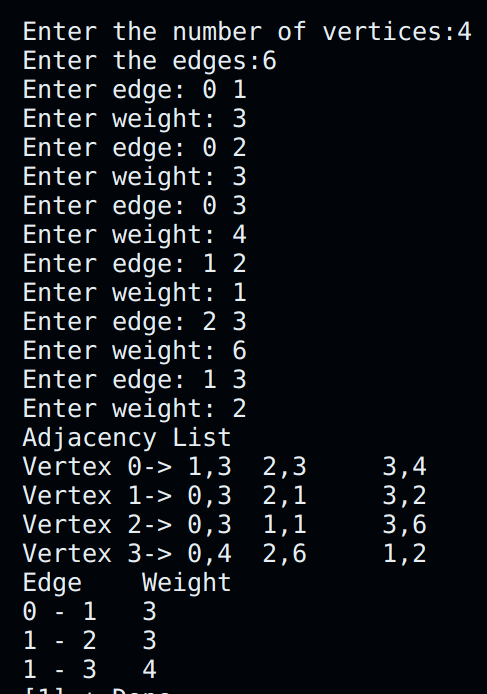 Enter the number of vertices:4
Enter the edges:6
Enter edge: 0 1
Enter weight: 3
Enter edge: 0 2
Enter weight: 3
Enter edge: 0 3
Enter weight: 4
Enter edge: 1 2
Enter weight: 1
Enter edge: 2 3
Enter weight: 6
Enter edge: 1 3
Enter weight: 2
Adjacency List
Vertex 0-> 1,3  2,3     3,4
Vertex 1-> 0,3  2,1     3,2
Vertex 2-> 0,3  1,1     3,6
Vertex 3-> 0,4  2,6     1,2
Edge    Weight
0 - 1   3
1 - 2   3
1 - 3   4